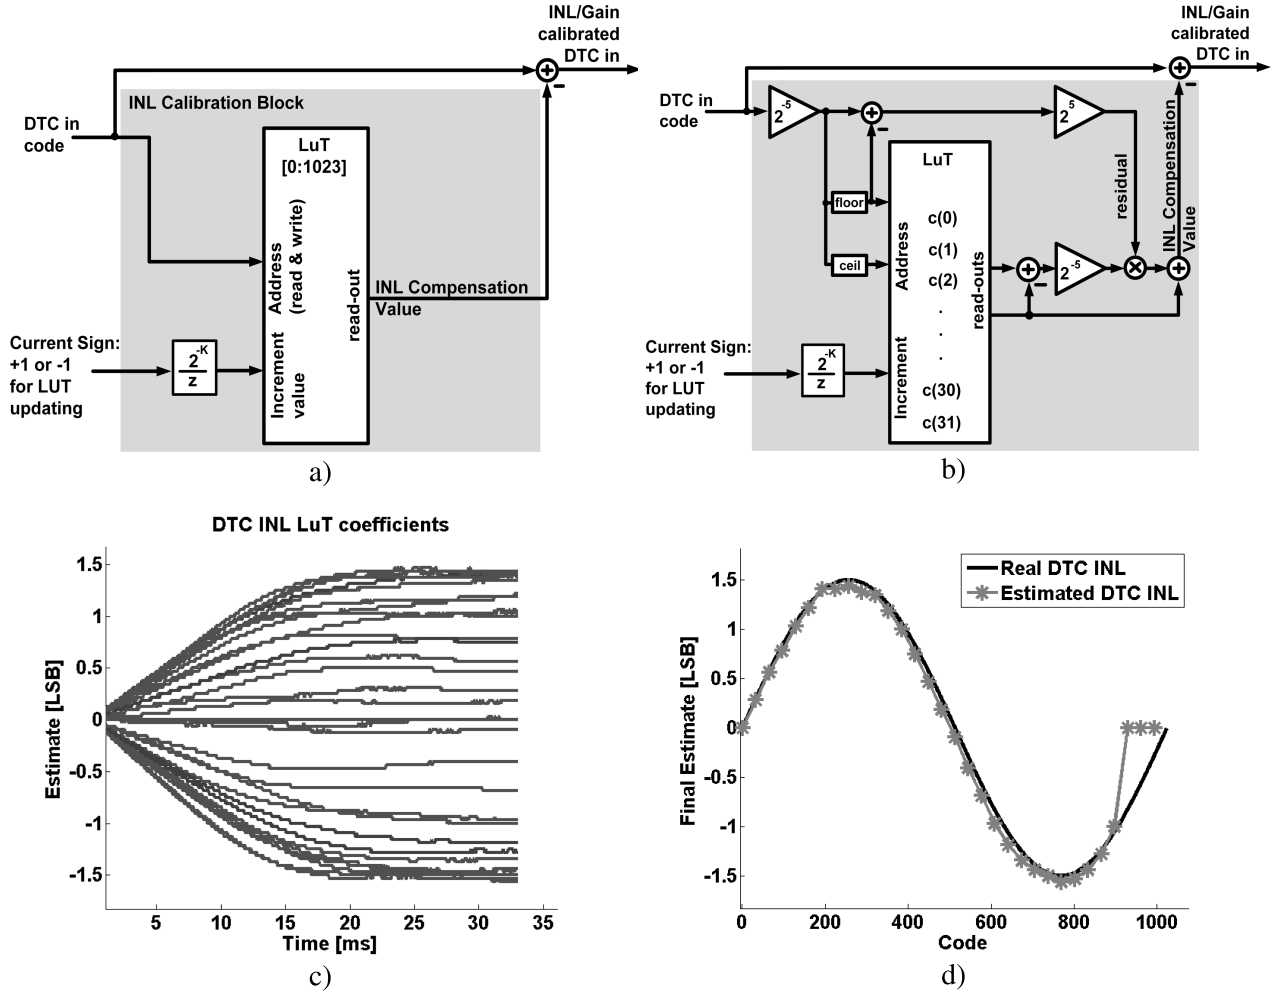 INL/Gain
calibrated
DTC in
INL Calibration Block
DTC in
code
LuT
[0:1023]
Address
(read & write)
read-out
INL Compensation
Value
Current Sign:
+1 or -1
for LUT
updating
2^-K
z
Increment
value
+
-
a)
INL/Gain
calibrated
DTC in
DTC in
code
2^-5
+
-
2^5
LuT
floor
ceil
c(0)
c(1)
c(2)
.
.
.
c(30)
c(31)
Address
Increment
read-outs
residual
INL Compensation
Value
+
-
2^-5
×
+
+
-
Current Sign:
+1 or -1
for LUT
updating
2^-K
z
b)
DTC INL LuT coefficients
Estimate [LSB]
1.5
1
0.5
0
-0.5
-1
-1.5
5 10 15 20 25 30 35
Time [ms]
c)
Real DTC INL
Estimated DTC INL
Final Estimate [LSB]
1.5
1
0.5
0
-0.5
-1
-1.5
0 200 400 600 800 1000
Code
d)